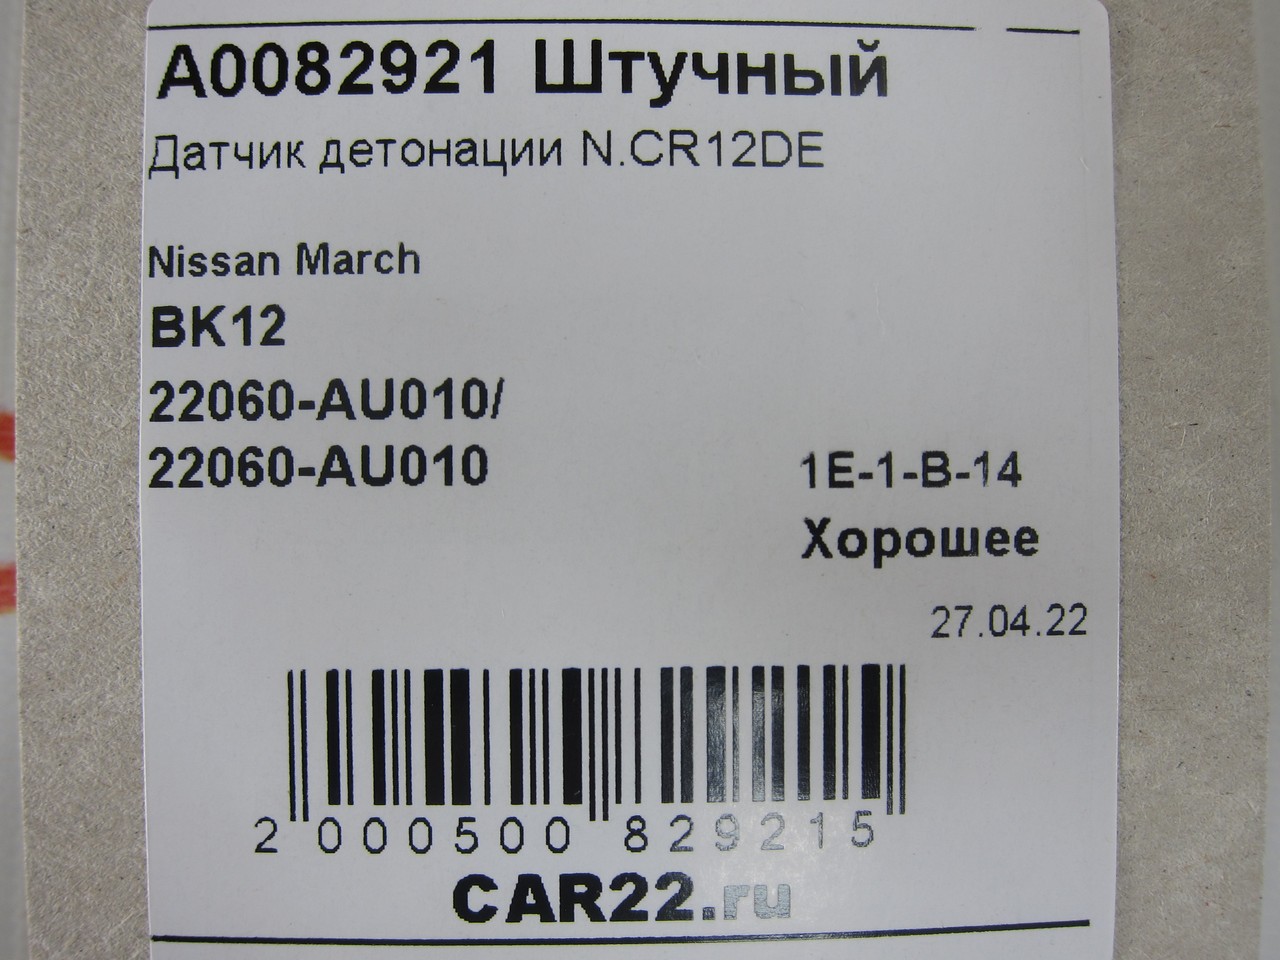 A0082921 Штучный
Датчик детонации N.CR12DE
Nissan March
BK12
22060-AU010/
22060-AU010
1E-1-B-14
Хорошее
27.04.22
2 000500 829215
CAR22.ru